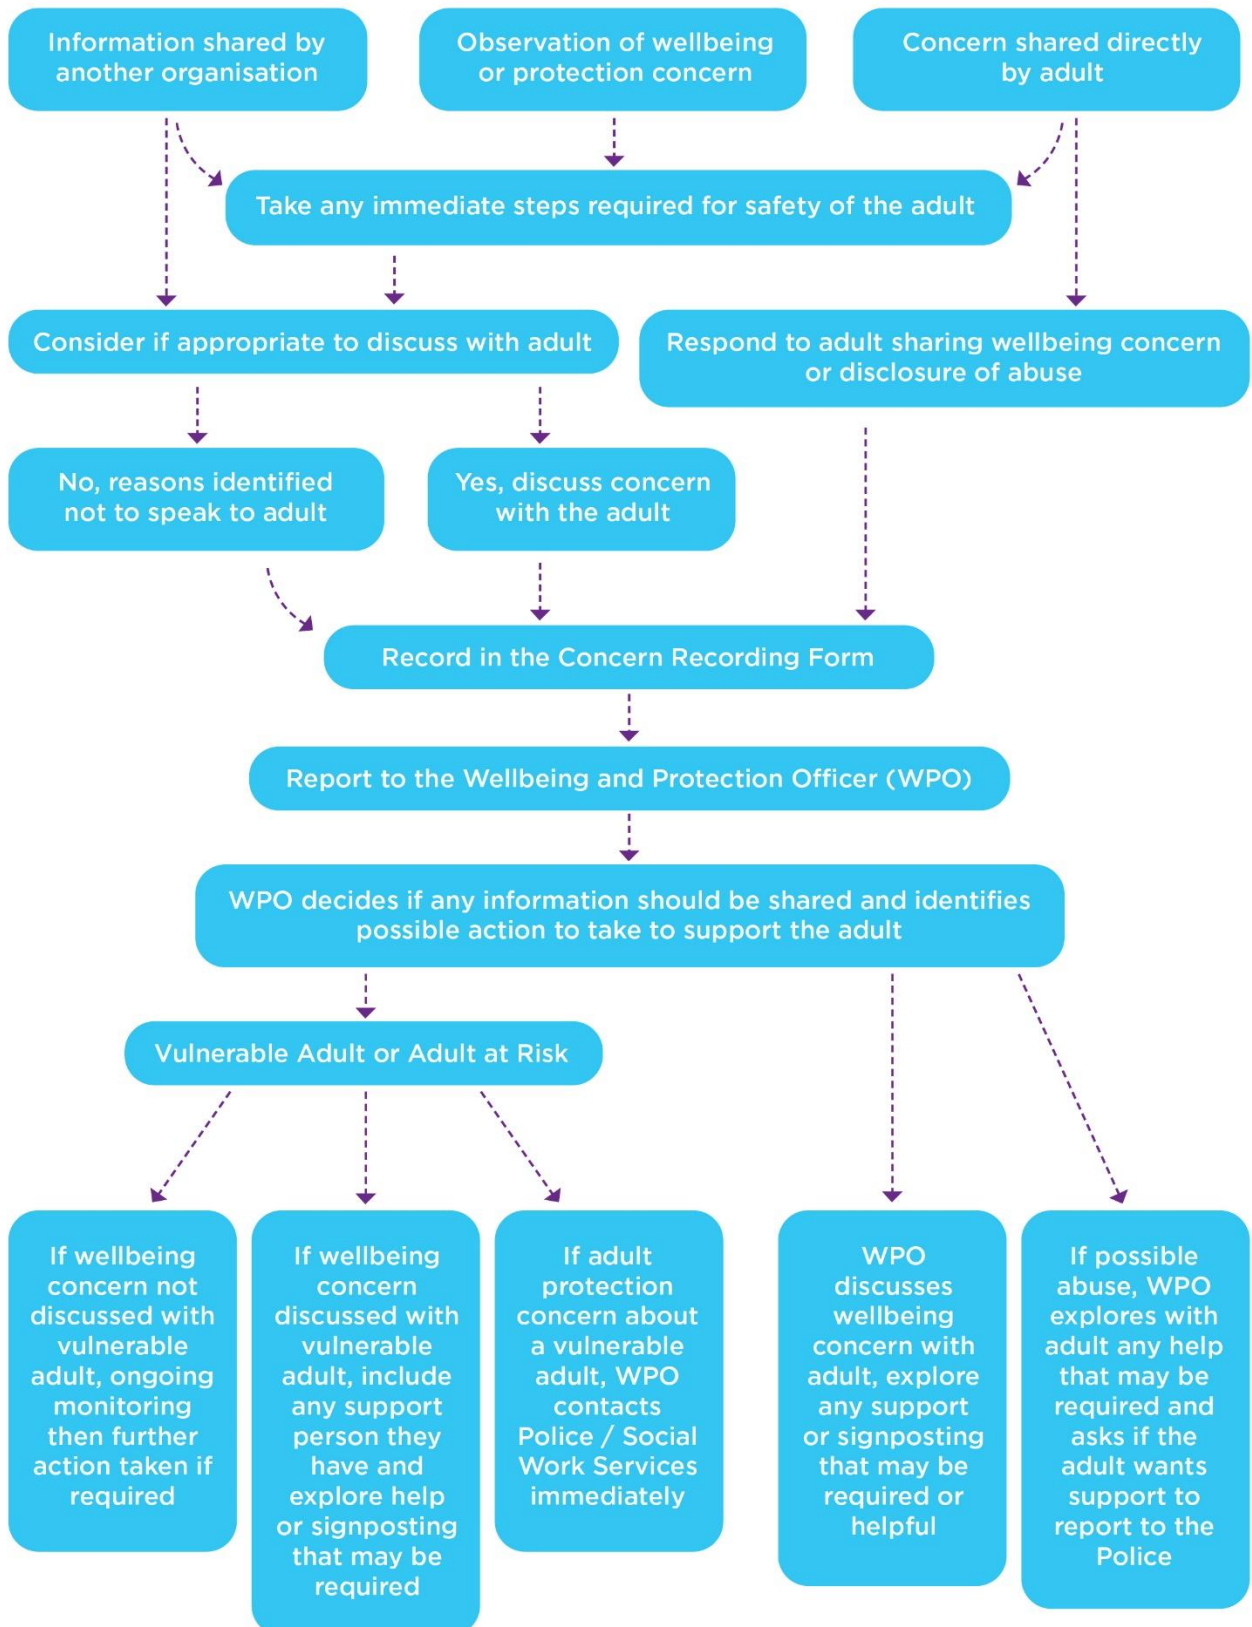 Information shared by
another organisation
Observation of wellbeing
or protection concern
Concern shared directly
by adult
Take any immediate steps required for safety of the adult
Consider if appropriate to discuss with adult
Respond to adult sharing wellbeing concern
or disclosure of abuse
No, reasons identified
not to speak to adult
Yes, discuss concern
with the adult
Record in the Concern Recording Form
Report to the Wellbeing and Protection Officer (WPO)
WPO decides if any information should be shared and identifies
possible action to take to support the adult
Vulnerable Adult or Adult at Risk
If wellbeing
concern not
discussed with
vulnerable
adult, ongoing
monitoring
then further
action taken if
required
If wellbeing
concern
discussed with
vulnerable
adult, include
any support
person they
have and
explore help
or signposting
that may be
required
If adult
protection
concern about
a vulnerable
adult, WPO
contacts
Police / Social
Work Services
immediately
WPO
discusses
wellbeing
concern with
adult, explore
any support
or signposting
that may be
required or
helpful
If possible
abuse, WPO
explores with
adult any help
that may be
required and
asks if the
adult wants
support to
report to the
Police